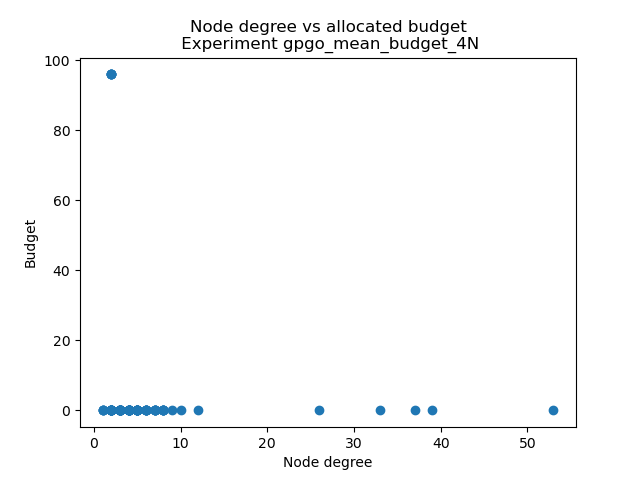 Node degree vs allocated budget
Experiment gpgo_mean_budget_4N
100
80
60
40
20
0
Budget
0 10 20 30 40 50
Node degree